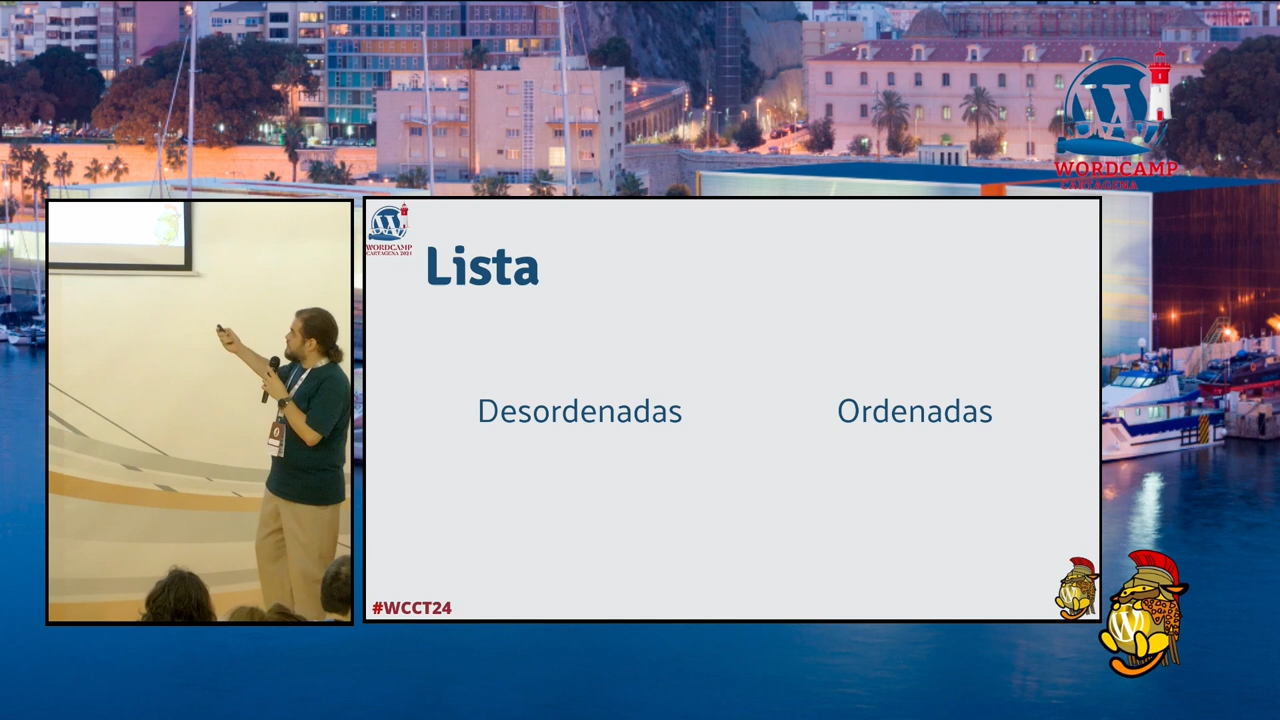 WORDCAMP
CARTAGENA
WORDCAMP
CARTAGENA 2024
Lista
Desordenadas
Ordenadas
#WCCT24